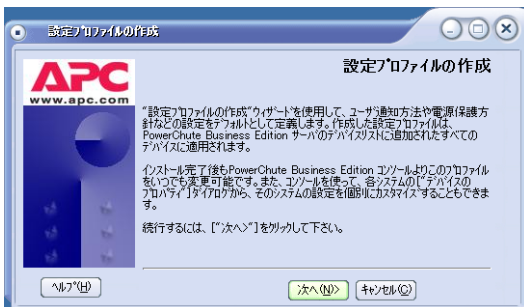 設定ﾌﾟﾛﾌｧｲﾙの作成
設定ﾌﾟﾛﾌｧｲﾙの作成
APC
www.apc.com
"設定ﾌﾟﾛﾌｧｲﾙの作成"ｳｨｻﾞｰﾄﾞを使用して、ﾕｰｻﾞ通知方法や電源保護方
針などの設定をﾃﾞﾌｫﾙﾄとして定義します。作成した設定ﾌﾟﾛﾌｧｲﾙは、
PowerChute Business Edition ｻｰﾊﾞのﾃﾞﾊﾞｲｽﾘｽﾄに追加されたすべての
ﾃﾞﾊﾞｲｽに適用されます。
ｲﾝｽﾄｰﾙ完了後もPowerChute Business Edition ｺﾝｿｰﾙよりこのﾌﾟﾛﾌｧｲﾙ
をいつでも変更可能です。また、ｺﾝｿｰﾙを使って、各ｼｽﾃﾑの["ﾃﾞﾊﾞｲｽの
ﾌﾟﾛﾊﾟﾃｨ"]ﾀﾞｲｱﾛｸﾞから、そのｼｽﾃﾑの設定を個別にｶｽﾀﾏｲｽﾞすることもできま
す。
続行するには、["次へ>"]をｸﾘｯｸして下さい。
ﾍﾙﾌﾟ(H)
次へ(N)>
ｷｬﾝｾﾙ(C)